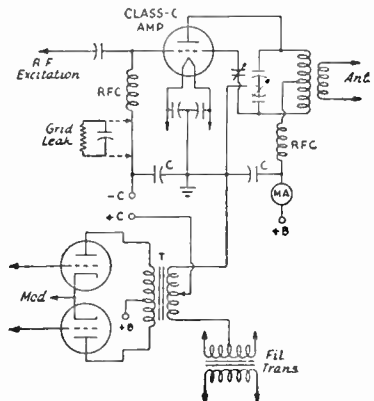 CLASS-C
AMP
R F
Excitation
RFC
Ant.
Grid
Leak
RFC
C
C
MA
-C
+B
+C
T
Mod
+B
Fil
Trans